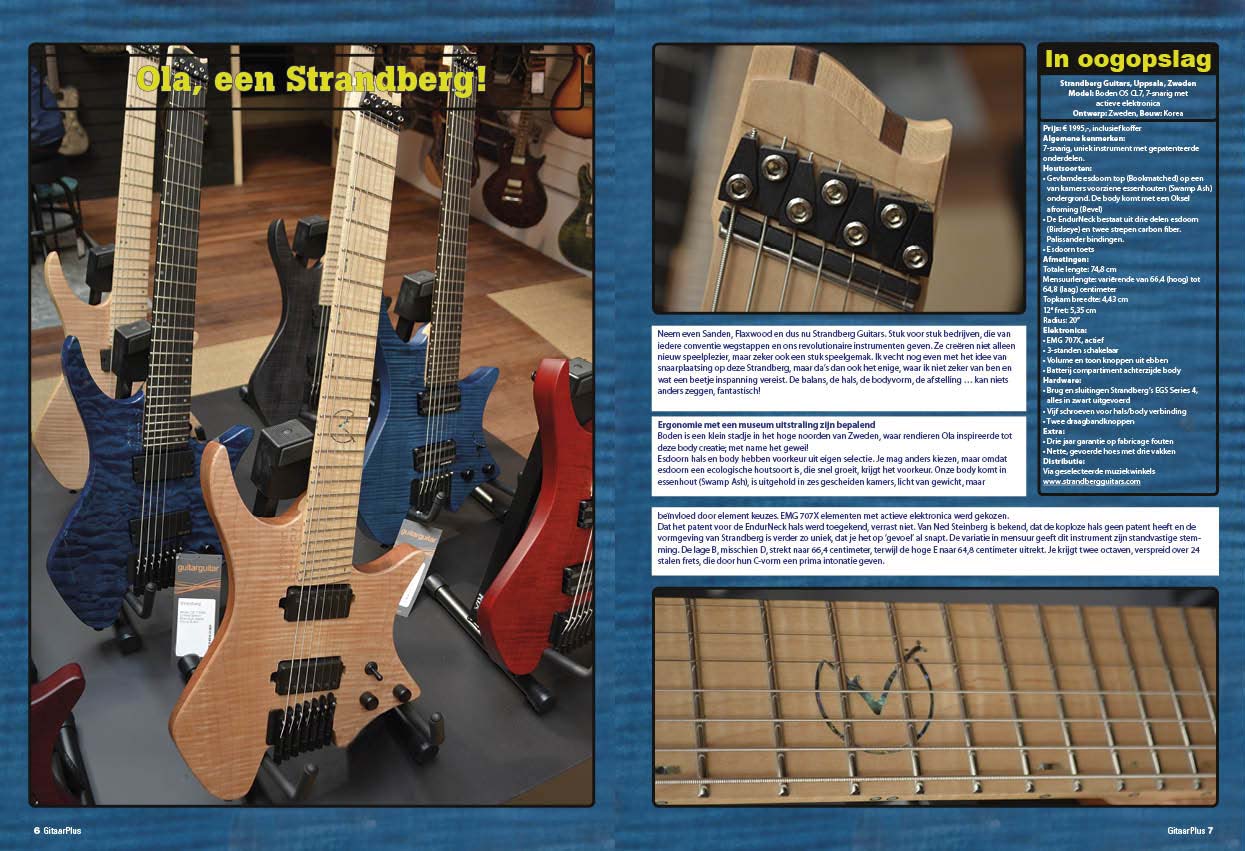 Ola, een Strandberg!
guitarguitar
guitarguitar
6 GitaarPlus
Neem even Sanden, Flaxwood en dus nu Strandberg Guitars. Stuk voor stuk bedrijven, die van
iedere conventie wegstappen en ons revolutionaire instrumenten geven. Ze creëren niet alleen
nieuw speelplezier, maar zeker ook een stuk speelgemak. Ik vecht nog even met het idee van
snaarplaatsing op deze Strandberg, maar da's dan ook het enige, waar ik niet zeker van ben en
wat een beetje inspanning vereist. De balans, de hals, de bodyvorm, de afstelling … kan niets
anders zeggen, fantastisch!
Ergonomie met een museum uitstraling zijn bepalend
Boden is een klein stadje in het hoge noorden van Zweden, waar rendieren Ola inspireerde tot
deze body creatie; met name het gewei!
Esdoorn hals en body hebben voorkeur uit eigen selectie. Je mag anders kiezen, maar omdat
esdoorn een ecologische houtsoort is, die snel groeit, krijgt het voorkeur. Onze body komt in
essenhout (Swamp Ash), is uitgehold in zes gescheiden kamers, licht van gewicht, maar
beïnvloed door element keuzes. EMG 707X elementen met actieve elektronica werd gekozen.
Dat het patent voor de EndurNeck hals werd toegekend, verrast niet. Van Ned Steinberg is bekend, dat de koploze hals geen patent heeft en de
vormgeving van Strandberg is verder zo uniek, dat je het op 'gevoel' al snapt. De variatie in mensuur geeft dit instrument zijn standvastige stem-
ming. De lage B, misschien D, strekt naar 66,4 centimeter, terwijl de hoge E naar 64,8 centimeter uitrekt. Je krijgt twee octaven, verspreid over 24
stalen frets, die door hun C-vorm een prima intonatie geven.
In oogopslag
Strandberg Guitars, Uppsala, Zweden
Model: Boden OS CL7, 7-snarig met
actieve elektronica
Ontwerp: Zweden, Bouw: Korea
Prijs: € 1995,-, inclusief koffer
Algemene kenmerken:
7-snarig, uniek instrument met gepatenteerde
onderdelen.
Houtsoorten:
• Gevlamde esdoorn top (Bookmatched) op een
van kamers voorziene essenhouten (Swamp Ash)
ondergrond. De body komt met een Oksel
afroming (Bevel)
• De EndurNeck bestaat uit drie delen esdoorn
(Birdseye) en twee strepen carbon fiber.
Palissander bindingen.
• Esdoorn toets
Afmetingen:
Totale lengte: 74,8 cm
Mensuurlengte: variërende van 66,4 (hoog) tot
64,8 (laag) centimeter
Topkam breedte: 4,43 cm
12e fret: 5,35 cm
Radius: 20"
Elektronica:
• EMG 707X, actief
• 3-standen schakelaar
• Volume en toon knoppen uit ebben
• Batterij compartiment achterzijde body
Hardware:
• Brug en sluitingen Strandberg's EGS Series 4,
alles in zwart uitgevoerd
• Vijf schroeven voor hals/body verbinding
• Twee draagbandknoppen
Extra:
• Drie jaar garantie op fabricage fouten
• Nette, gevoerde hoes met drie vakken
Distributie:
Via geselecteerde muziekwinkels
www.strandbergguitars.com
GitaarPlus 7